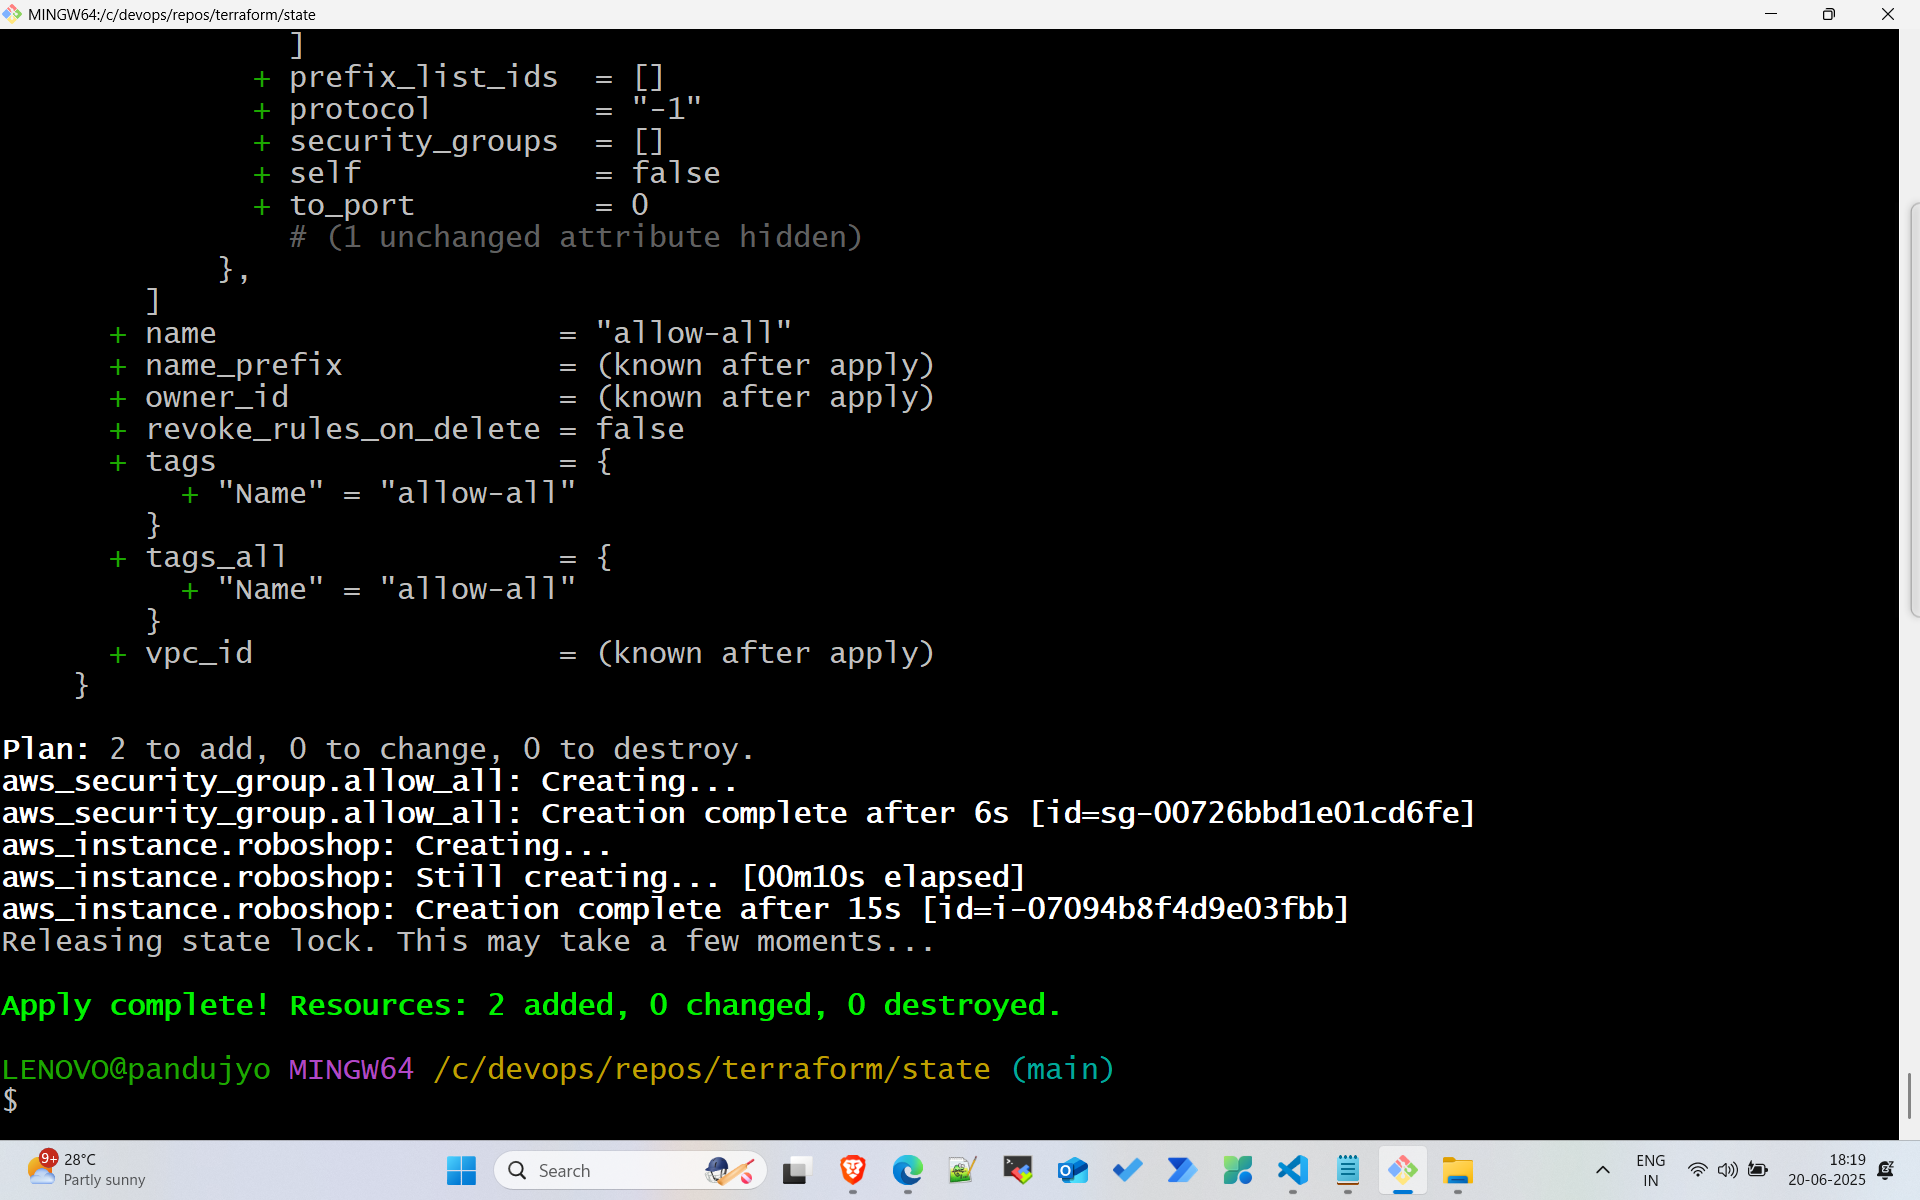 MINGW64:/c/devops/repos/terraform/state
]
+ prefix_list_ids  = []
+ protocol         = "-1"
+ security_groups  = []
+ self             = false
+ to_port          = 0
# (1 unchanged attribute hidden)
},
]
+ name                   = "allow-all"
+ name_prefix            = (known after apply)
+ owner_id               = (known after apply)
+ revoke_rules_on_delete = false
+ tags                   = {
+ "Name" = "allow-all"
}
+ tags_all               = {
+ "Name" = "allow-all"
}
+ vpc_id                 = (known after apply)
}
Plan: 2 to add, 0 to change, 0 to destroy.
aws_security_group.allow_all: Creating...
aws_security_group.allow_all: Creation complete after 6s [id=sg-00726bbd1e01cd6fe]
aws_instance.roboshop: Creating...
aws_instance.roboshop: Still creating... [00m10s elapsed]
aws_instance.roboshop: Creation complete after 15s [id=i-07094b8f4d9e03fbb]
Releasing state lock. This may take a few moments...
Apply complete! Resources: 2 added, 0 changed, 0 destroyed.
LENOVO@pandujyo MINGW64 /c/devops/repos/terraform/state (main)
$
9+
28°C
Partly sunny
Search
ENG
IN
18:19
20-06-2025